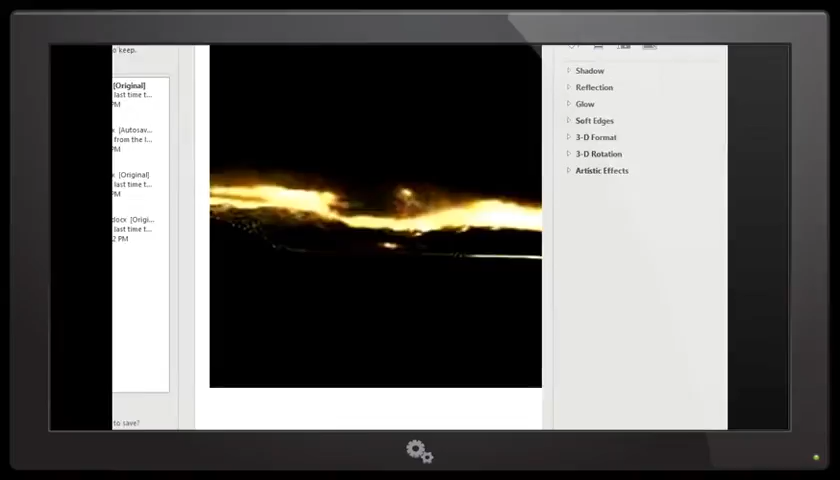 to keep.
[Original]
last time t...
PM
x [Autosav...
from the l...
PM
x [Original]
last time t...
PM
docx [Origi...
last time t...
2 PM
to save?
Shadow
Reflection
Glow
Soft Edges
3-D Format
3-D Rotation
Artistic Effects